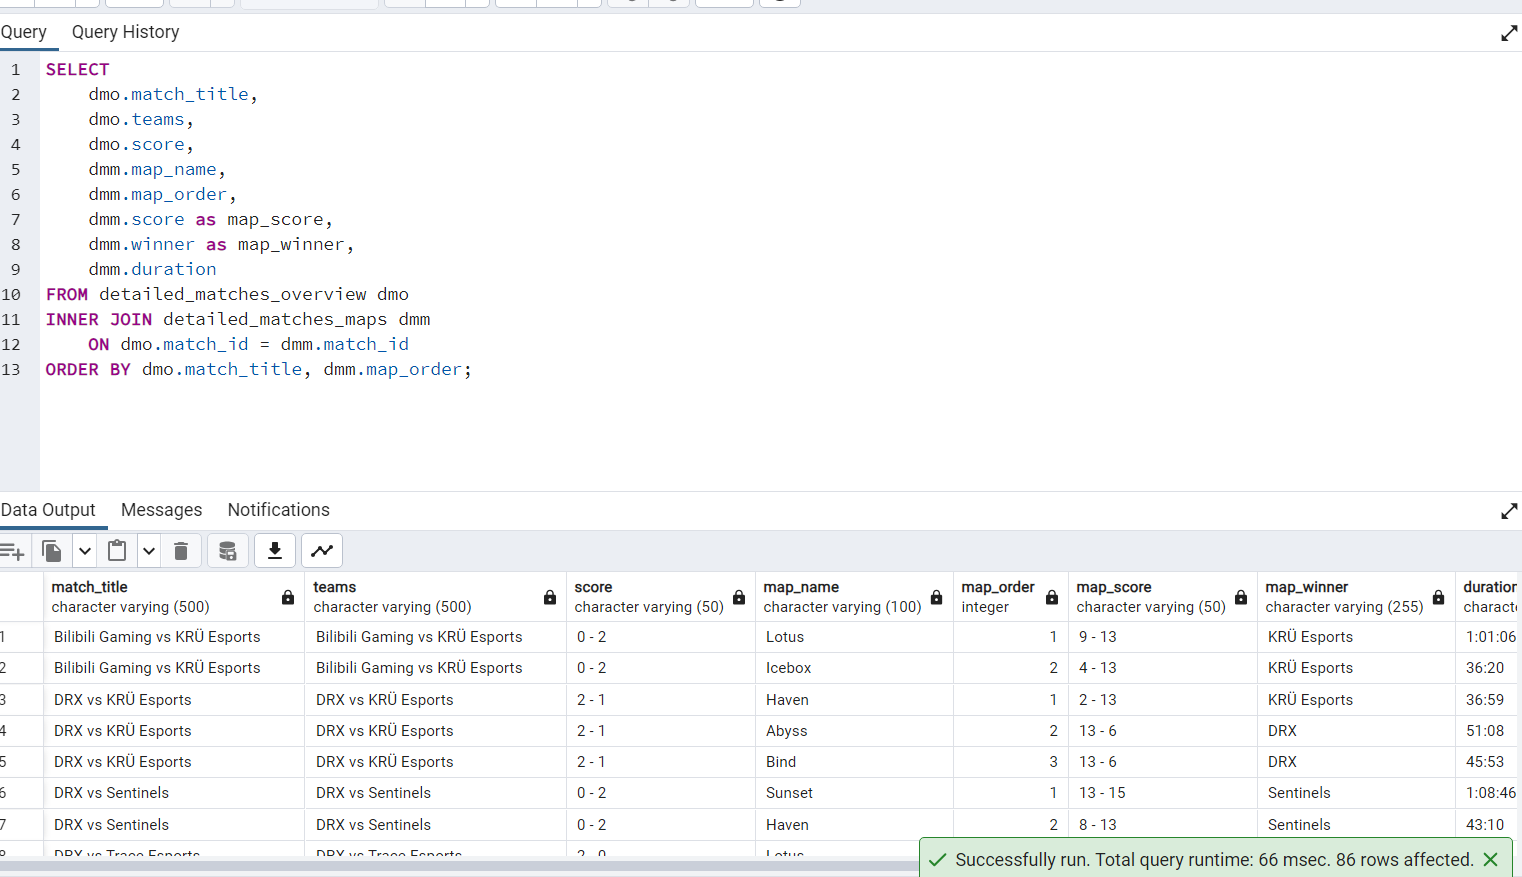 Query Query History
1 SELECT
2 dmo.match_title,
3 dmo.teams,
4 dmo.score,
5 dmm.map_name,
6 dmm.map_order,
7 dmm.score as map_score,
8 dmm.winner as map_winner,
9 dmm.duration
10 FROM detailed_matches_overview dmo
11 INNER JOIN detailed_matches_maps dmm
12 ON dmo.match_id = dmm.match_id
13 ORDER BY dmo.match_title, dmm.map_order;
Data Output Messages Notifications
match_title teams score map_name map_order map_score map_winner duration
character varying (500) character varying (500) character varying (50) character varying (100) integer character varying (50) character varying (255) charact
1 Bilibili Gaming vs KRÜ Esports Bilibili Gaming vs KRÜ Esports 0 - 2 Lotus 1 9 - 13 KRÜ Esports 1:01:06
2 Bilibili Gaming vs KRÜ Esports Bilibili Gaming vs KRÜ Esports 0 - 2 Icebox 2 4 - 13 KRÜ Esports 36:20
3 DRX vs KRÜ Esports DRX vs KRÜ Esports 2 - 1 Haven 1 2 - 13 KRÜ Esports 36:59
4 DRX vs KRÜ Esports DRX vs KRÜ Esports 2 - 1 Abyss 2 13 - 6 DRX 51:08
5 DRX vs KRÜ Esports DRX vs KRÜ Esports 2 - 1 Bind 3 13 - 6 DRX 45:53
6 DRX vs Sentinels DRX vs Sentinels 0 - 2 Sunset 1 13 - 15 Sentinels 1:08:46
7 DRX vs Sentinels DRX vs Sentinels 0 - 2 Haven 2 8 - 13 Sentinels 43:10
8 DRX vs Trace Esports DRX vs Trace Esports 2 - 0 Lotus
Successfully run. Total query runtime: 66 msec. 86 rows affected.